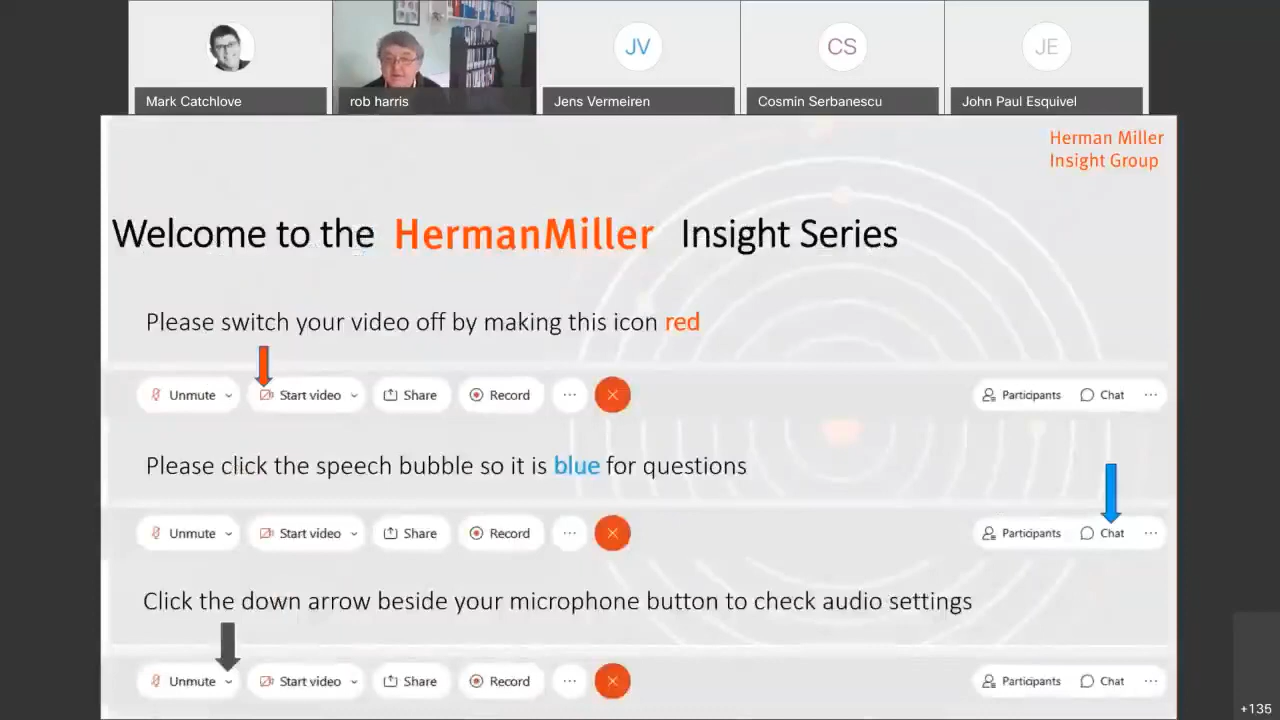 JV
CS
JE
Mark Catchlove
rob harris
Jens Vermeiren
Cosmin Serbanescu
John Paul Esquivel
Herman Miller
Insight Group
Welcome to the HermanMiller Insight Series
Please switch your video off by making this icon red
Unmute Start video Share Record ··· Participants Chat ···
Please click the speech bubble so it is blue for questions
Unmute Start video Share Record ··· Participants Chat ···
Click the down arrow beside your microphone button to check audio settings
Unmute Start video Share Record ··· Participants Chat ···
+135